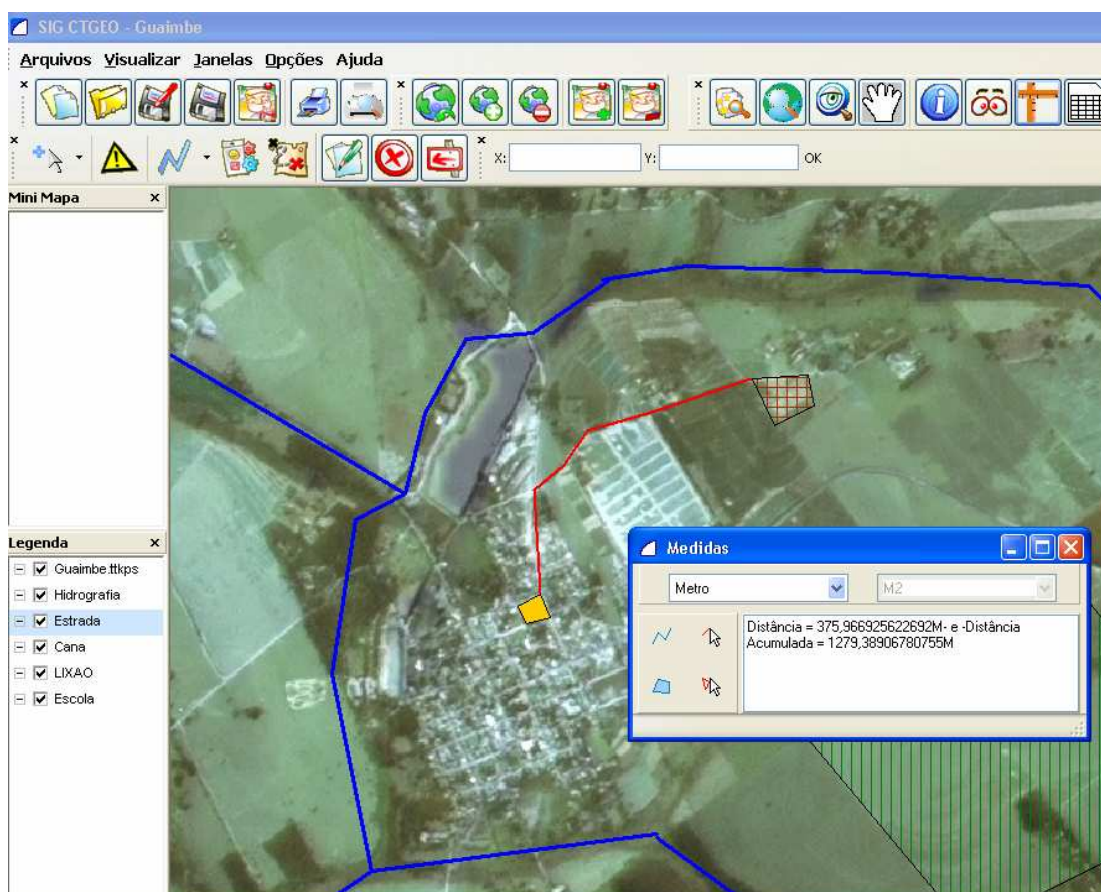 SIG CTGEO - Guaimbe
Arquivos Visualizar Janelas Opções Ajuda
X: Y: OK
Mini Mapa x
Legenda x
Guaimbe.ttkps
Hidrografia
Estrada
Cana
LIXAO
Escola
Medidas
Metro M2
Distância = 375,966925622692M- e -Distância
Acumulada = 1279,38906780755M